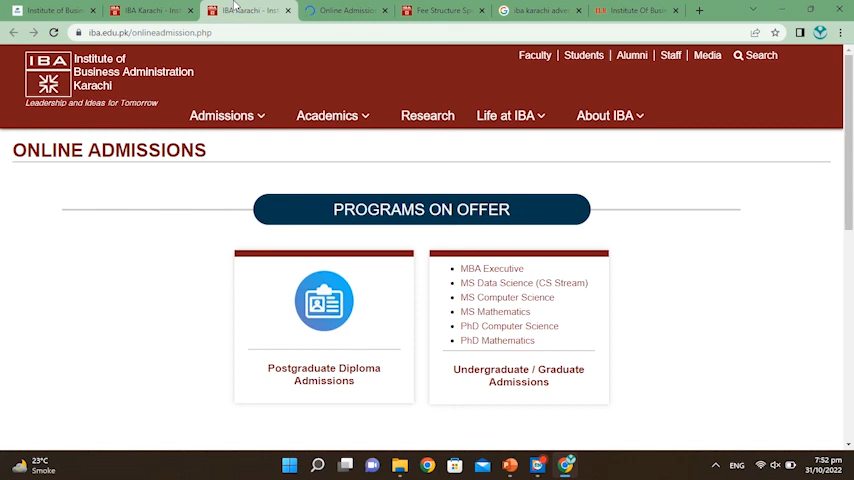 Institute of Busin
IBA Karachi - Inst
IBA Karachi - Inst
Online Admission
Fee Structure Sp
iba karachi adve
Institute Of Busin
iba.edu.pk/onlineadmission.php
IBA
Institute of
Business Administration
Karachi
Leadership and Ideas for Tomorrow
Faculty | Students | Alumni | Staff | Media | Search
Admissions
Academics
Research
Life at IBA
About IBA
ONLINE ADMISSIONS
PROGRAMS ON OFFER
Postgraduate Diploma
Admissions
MBA Executive
MS Data Science (CS Stream)
MS Computer Science
MS Mathematics
PhD Computer Science
PhD Mathematics
Undergraduate / Graduate
Admissions
23°C
Smoke
ENG
7:52 pm
31/10/2022